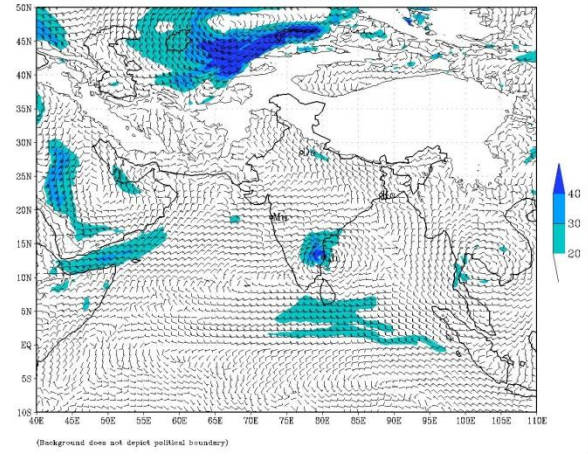 50N
45N
40N
35N
30N
25N
20N
15N
10N
5N
EQ
5S
10S
40E 45E 50E 55E 60E 65E 70E 75E 80E 85E 90E 95E 100E 105E 110E
40
30
20
(Background does not depict political boundary)